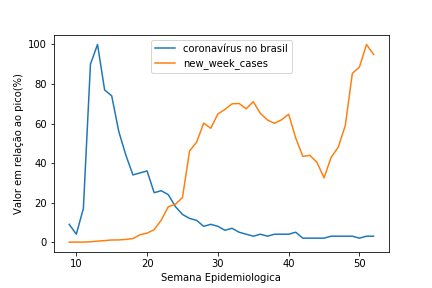 coronavírus no brasil
new_week_cases
Valor em relação ao pico(%)
100
80
60
40
20
0
10
20
30
40
50
Semana Epidemiologica